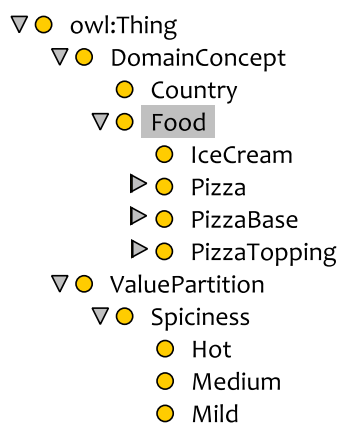 owl:Thing
DomainConcept
Country
Food
IceCream
Pizza
PizzaBase
PizzaTopping
ValuePartition
Spiciness
Hot
Medium
Mild